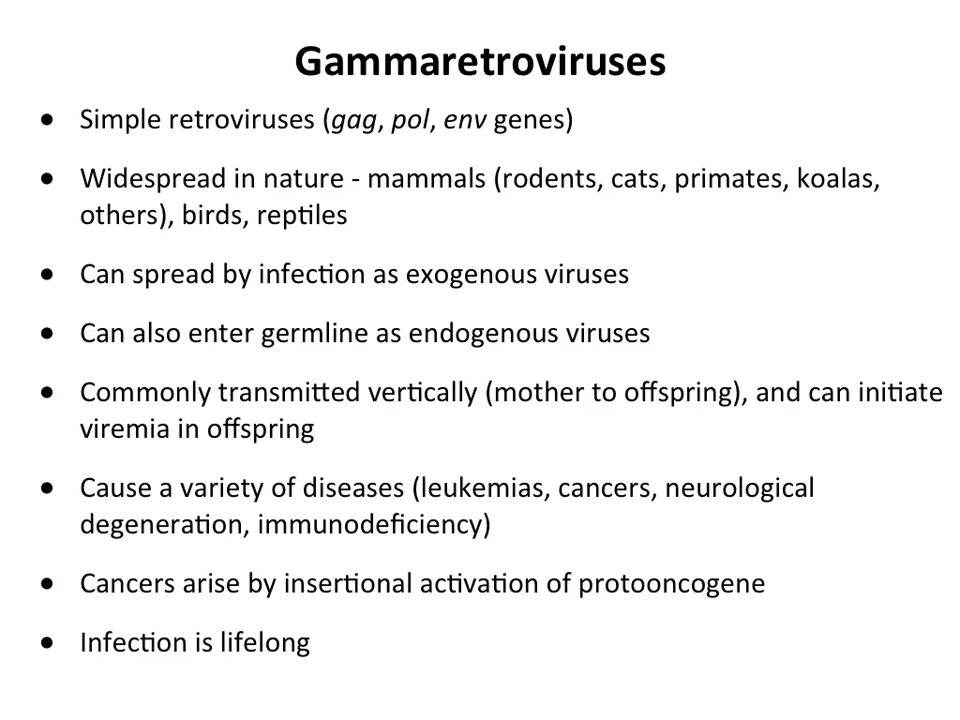 Gammaretroviruses
• Simple retroviruses (gag, pol, env genes)
• Widespread in nature - mammals (rodents, cats, primates, koalas,
others), birds, reptiles
• Can spread by infection as exogenous viruses
• Can also enter germline as endogenous viruses
• Commonly transmitted vertically (mother to offspring), and can initiate
viremia in offspring
• Cause a variety of diseases (leukemias, cancers, neurological
degeneration, immunodeficiency)
• Cancers arise by insertional activation of protooncogene
• Infection is lifelong